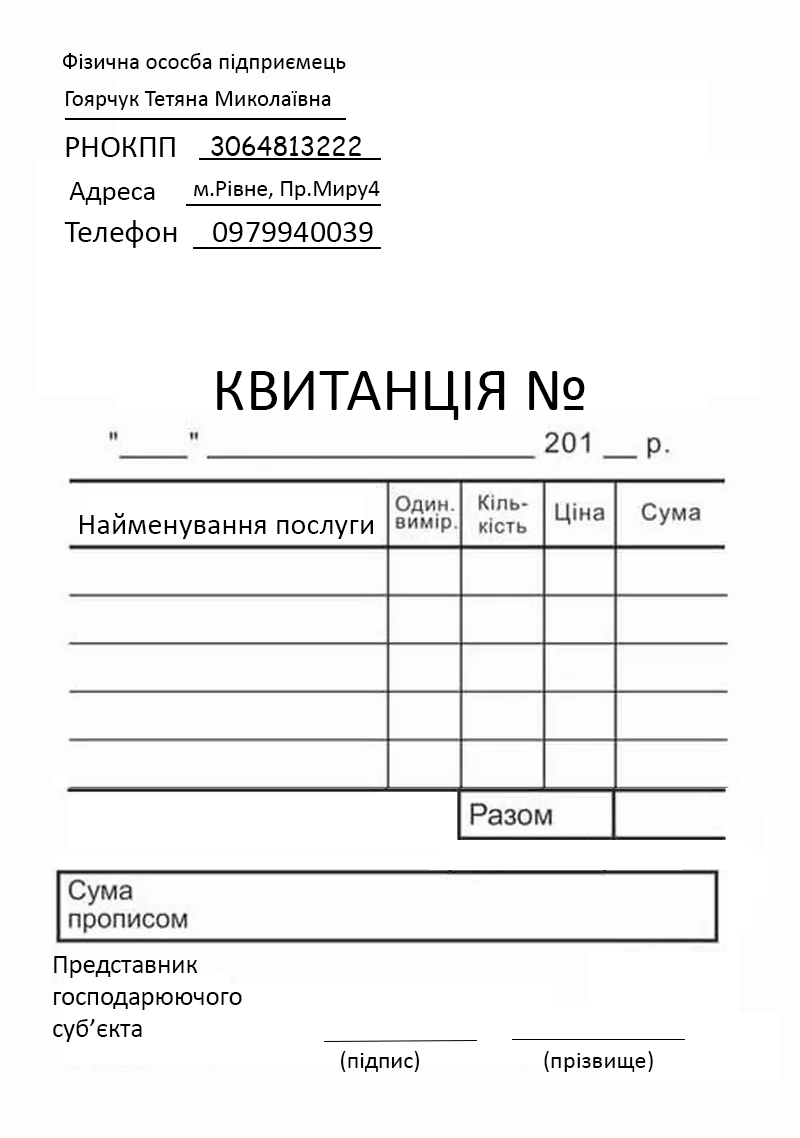 Фізична ососба підприємець
Гоярчук Тетяна Миколаївна
РНОКПП 3064813222
Адреса м.Рівне, Пр.Миру4
Телефон 0979940039
КВИТАНЦІЯ №
"____" ______________________ 201 __ р.
Найменування послуги Один. вимір. Кіль- кість Ціна Сума
Разом
Сума
прописом
Представник
господарюючого
суб’єкта
(підпис) (прізвище)